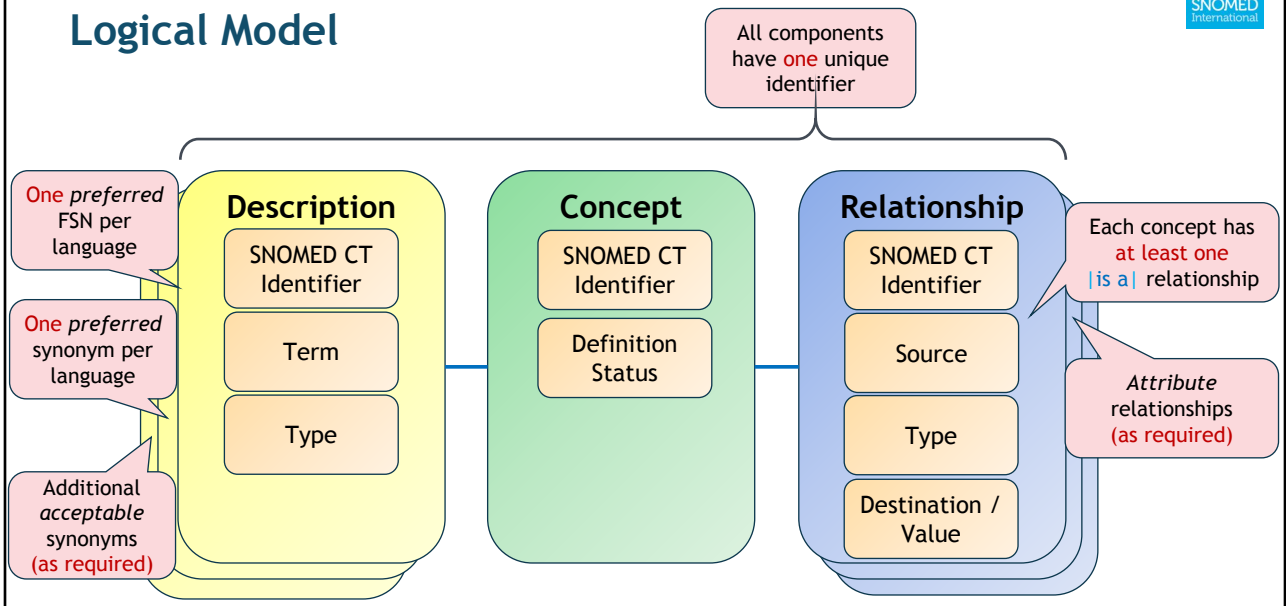 Logical Model
SNOMED
International
All components
have one unique
identifier
One preferred
FSN per
language
One preferred
synonym per
language
Additional
acceptable
synonyms
(as required)
Description
SNOMED CT
Identifier
Term
Type
Concept
SNOMED CT
Identifier
Definition
Status
Relationship
SNOMED CT
Identifier
Source
Type
Destination /
Value
Each concept has
at least one
|is a| relationship
Attribute
relationships
(as required)